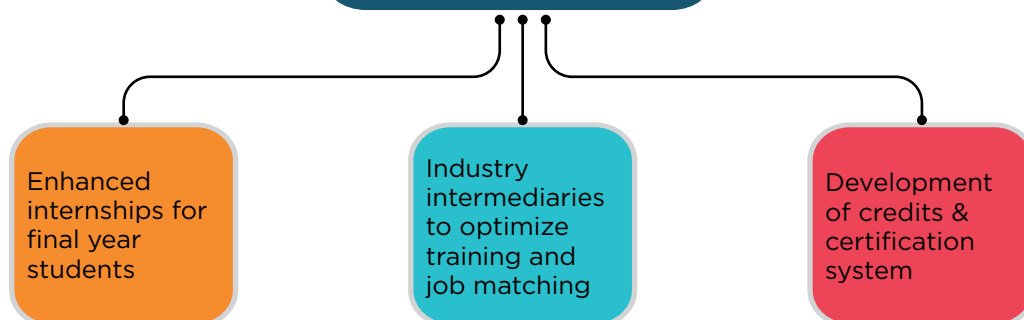 Enhanced
internships for
final year
students
Industry
intermediaries
to optimize
training and
job matching
Development
of credits &
certification
system